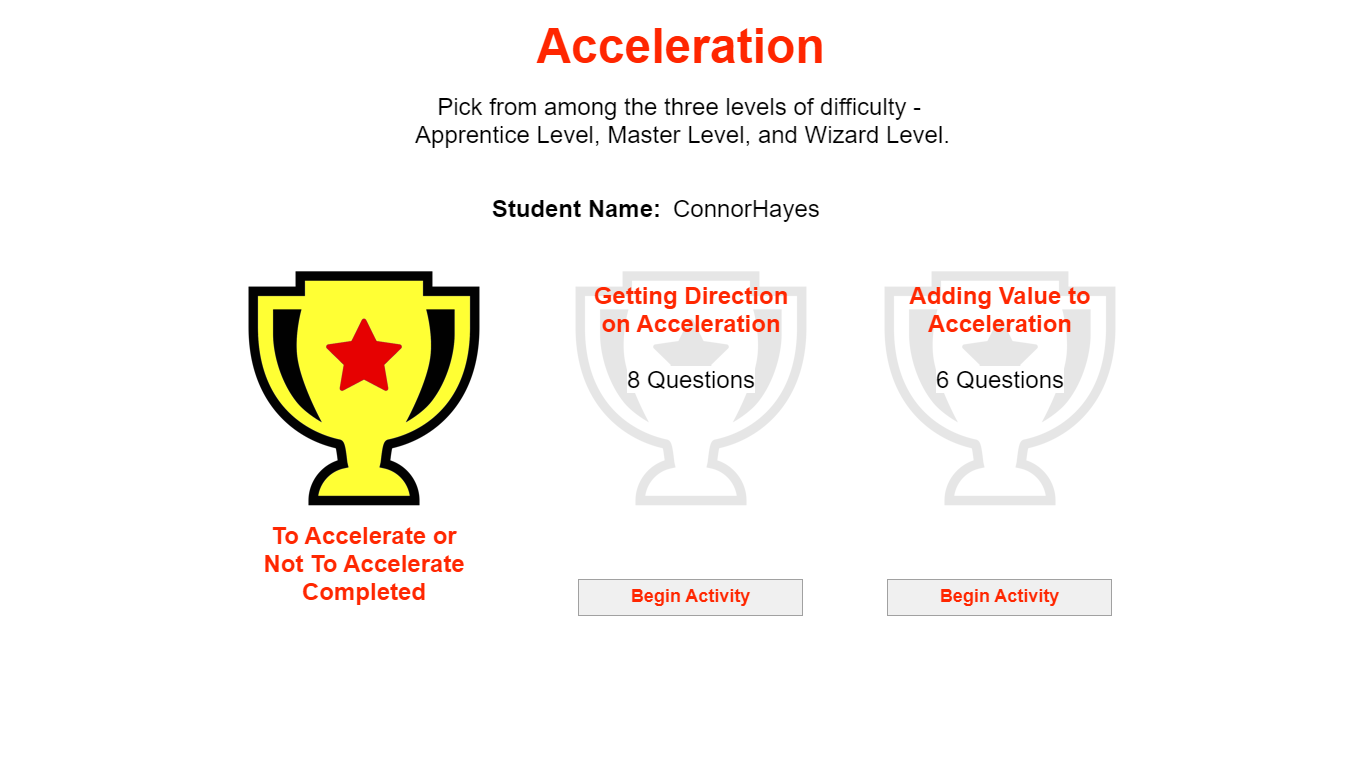 Acceleration
Pick from among the three levels of difficulty -
Apprentice Level, Master Level, and Wizard Level.
Student Name:  ConnorHayes
To Accelerate or
Not To Accelerate
Completed
Getting Direction
on Acceleration
8 Questions
Begin Activity
Adding Value to
Acceleration
6 Questions
Begin Activity